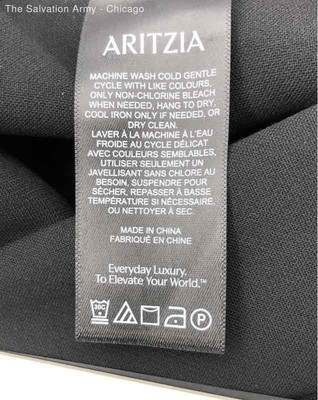 The Salvation Army - Chicago
ARITZIA
MACHINE WASH COLD GENTLE
CYCLE WITH LIKE COLOURS,
ONLY NON-CHLORINE BLEACH
WHEN NEEDED, HANG TO DRY,
COOL IRON ONLY IF NEEDED, OR
DRY CLEAN.
LAVER À LA MACHINE À L'EAU
FROIDE AU CYCLE DÉLICAT
AVEC COULEURS SEMBLABLES,
UTILISER SEULEMENT UN
JAVELLISANT SANS CHLORE AU
BESOIN, SUSPENDRE POUR
SÉCHER, REPASSER À BASSE
TEMPÉRATURE SI NÉCESSAIRE,
OU NETTOYER À SEC.
MADE IN CHINA
FABRIQUÉ EN CHINE
Everyday Luxury.
To Elevate Your World.™
30C P